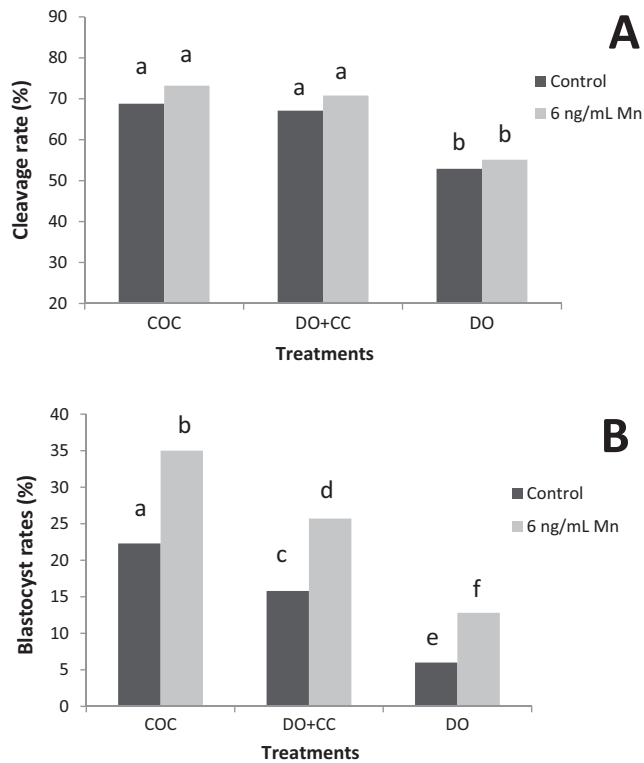 A
90
80
70
60
50
40
30
20
Cleavage rate (%)
a a a a b b
Control
6 ng/mL Mn
COC DO+CC DO
Treatments
B
40
35
30
25
20
15
10
5
0
Blastocyst rates (%)
a b c d e f
Control
6 ng/mL Mn
COC DO+CC DO
Treatments